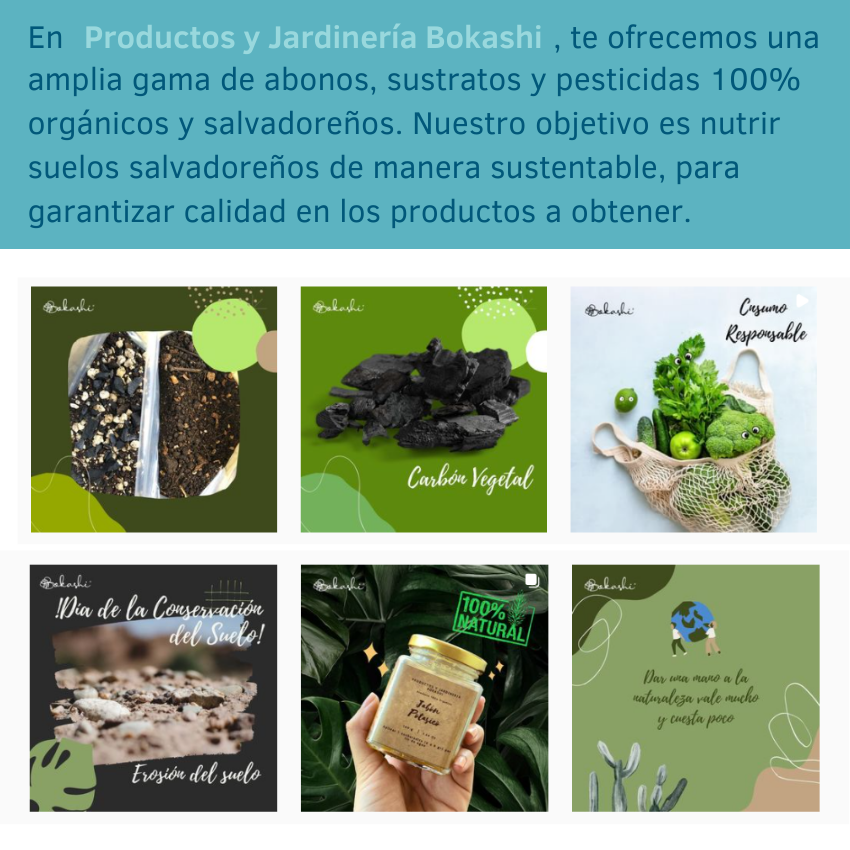 En Productos y Jardinería Bokashi , te ofrecemos una
amplia gama de abonos, sustratos y pesticidas 100%
orgánicos y salvadoreños. Nuestro objetivo es nutrir
suelos salvadoreños de manera sustentable, para
garantizar calidad en los productos a obtener.
Bokashi
Bokashi
Carbón Vegetal
Bokashi
Cnsumo
Responsable
Bokashi
!Dia de la Conservación
del Suelo!
Erosión del suelo
Bokashi
100%
NATURAL
Jabón
Potásico
Bokashi
Dar una mano a la
naturaleza vale mucho
y cuesta poco